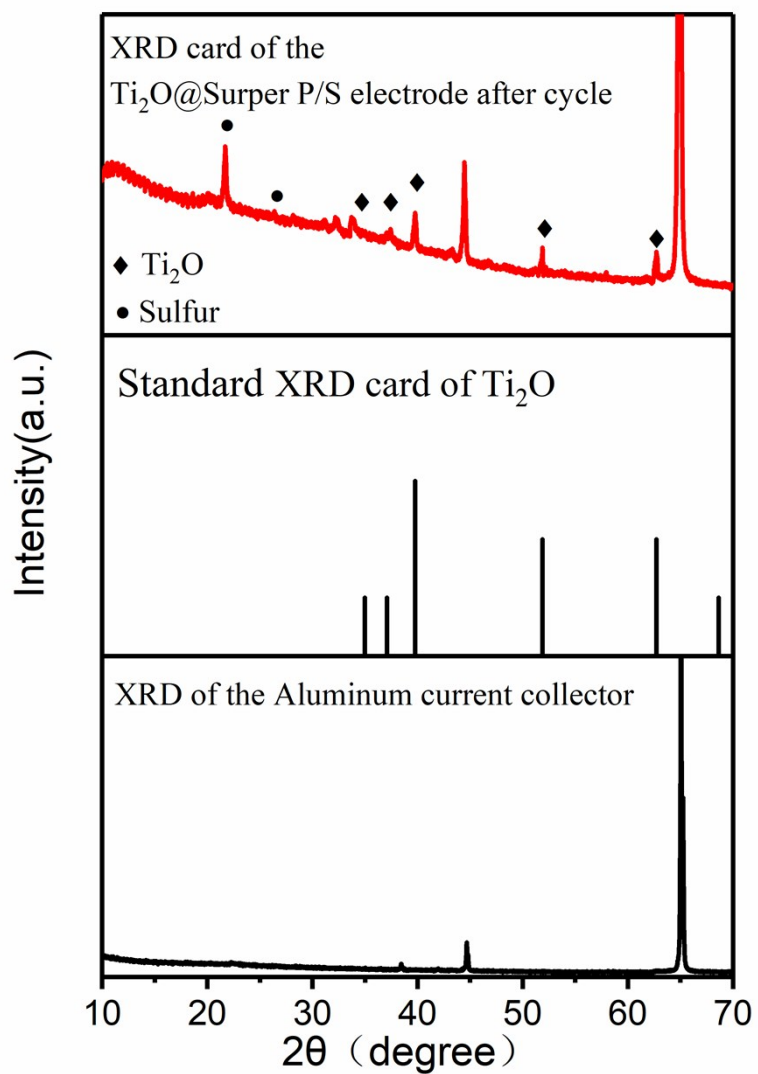 XRD card of the
Ti₂O@Surper P/S electrode after cycle
Ti₂O
Sulfur
Standard XRD card of Ti₂O
XRD of the Aluminum current collector
Intensity(a.u.)
10 20 30 40 50 60 70
2θ（degree）